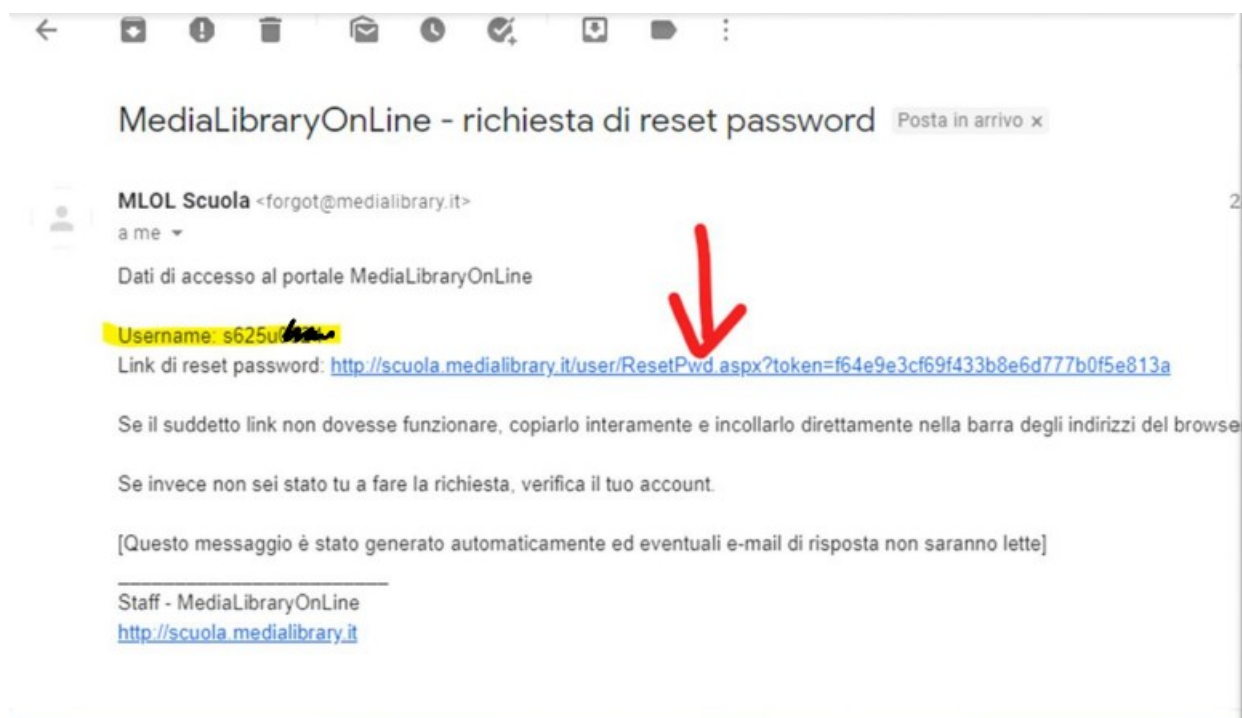 MediaLibraryOnLine - richiesta di reset password Posta in arrivo x
MLOL Scuola <forgot@medialibrary.it> 2
a me
Dati di accesso al portale MediaLibraryOnLine
Username: s625u
Link di reset password: http://scuola.medialibrary.it/user/ResetPwd.aspx?token=f64e9e3cf69f433b8e6d777b0f5e813a
Se il suddetto link non dovesse funzionare, copiarlo interamente e incollarlo direttamente nella barra degli indirizzi del browse
Se invece non sei stato tu a fare la richiesta, verifica il tuo account.
[Questo messaggio è stato generato automaticamente ed eventuali e-mail di risposta non saranno lette]
Staff - MediaLibraryOnLine
http://scuola.medialibrary.it